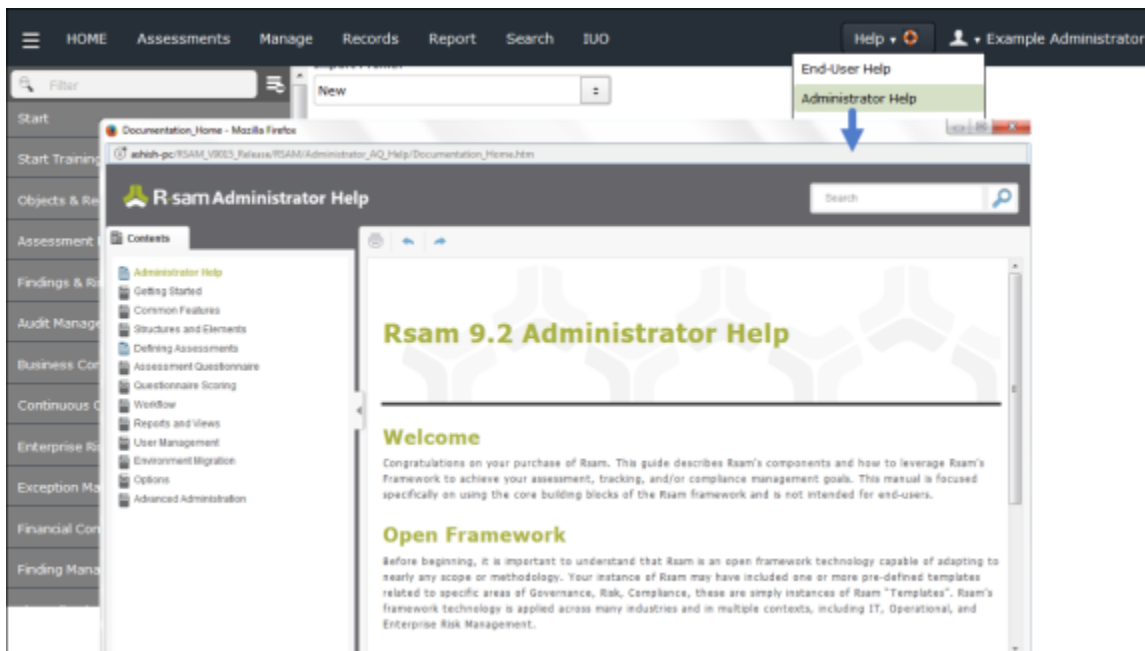 HOME Assessments Manage Records Report Search IUO Help Example Administrator
Filter
New
End-User Help
Administrator Help
Start
Start Training
Objects & Re
Assessment
Findings & Ri
Audit Manage
Business Con
Continuous C
Enterprise Ri
Exception Ma
Financial Con
Finding Mana
Documentation_Home - Mozilla Firefox
ashish-pc/RSAM_V9015_Release/RSAM/Administrator_AQ_Help/Documentation_Home.htm
Rsam Administrator Help
Search
Contents
Administrator Help
Getting Started
Common Features
Structures and Elements
Defining Assessments
Assessment Questionnaire
Questionnaire Scoring
Workflow
Reports and Views
User Management
Environment Migration
Options
Advanced Administration
Rsam 9.2 Administrator Help
Welcome
Congratulations on your purchase of Rsam. This guide describes Rsam's components and how to leverage Rsam's
Framework to achieve your assessment, tracking, and/or compliance management goals. This manual is focused
specifically on using the core building blocks of the Rsam framework and is not intended for end-users.
Open Framework
Before beginning, it is important to understand that Rsam is an open framework technology capable of adapting to
nearly any scope or methodology. Your instance of Rsam may have included one or more pre-defined templates
related to specific areas of Governance, Risk, Compliance, these are simply instances of Rsam "Templates". Rsam's
framework technology is applied across many industries and in multiple contexts, including IT, Operational, and
Enterprise Risk Management.